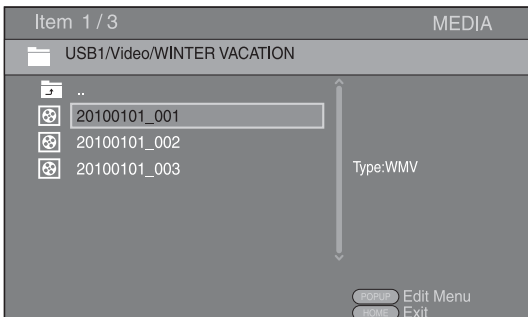 Item 1/3 MEDIA
USB1/Video/WINTER VACATION
..
20100101_001
20100101_002
20100101_003
Type:WMV
POPUP Edit Menu
HOME Exit